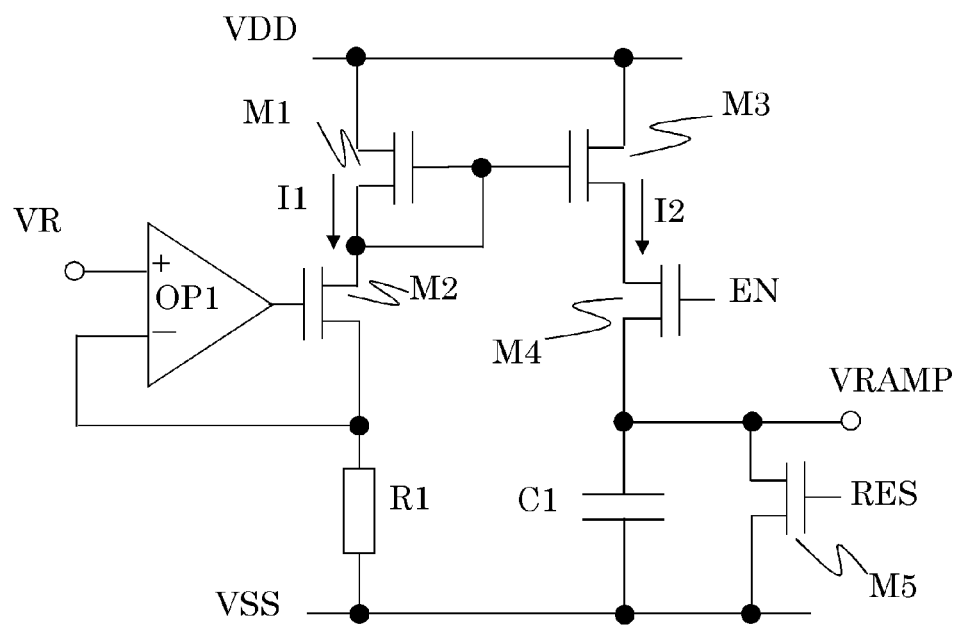 VDD
M1
M3
I1
I2
VR
+
OP1
−
M2
EN
M4
VRAMP
R1
C1
RES
M5
VSS